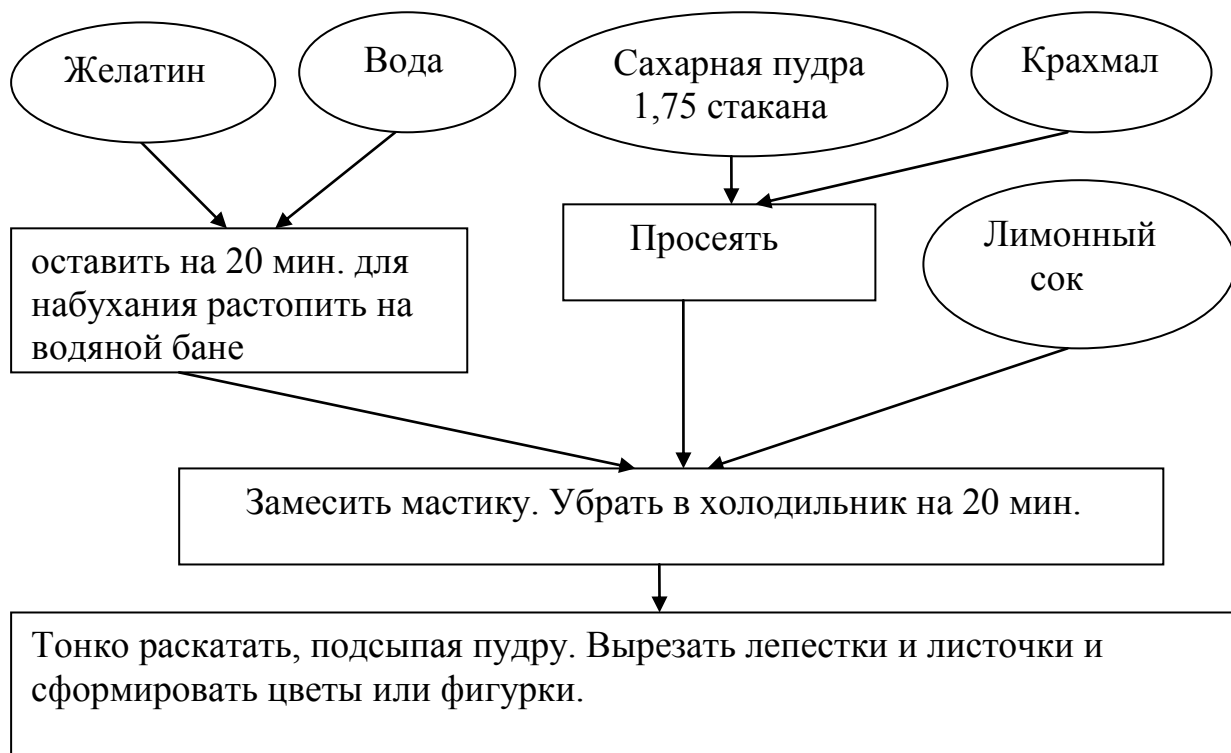 Желатин
Вода
Сахарная пудра
1,75 стакана
Крахмал
оставить на 20 мин. для
набухания растопить на
водяной бане
Просеять
Лимонный
сок
Замесить мастику. Убрать в холодильник на 20 мин.
Тонко раскатать, подсыпая пудру. Вырезать лепестки и листочки и
сформировать цветы или фигурки.